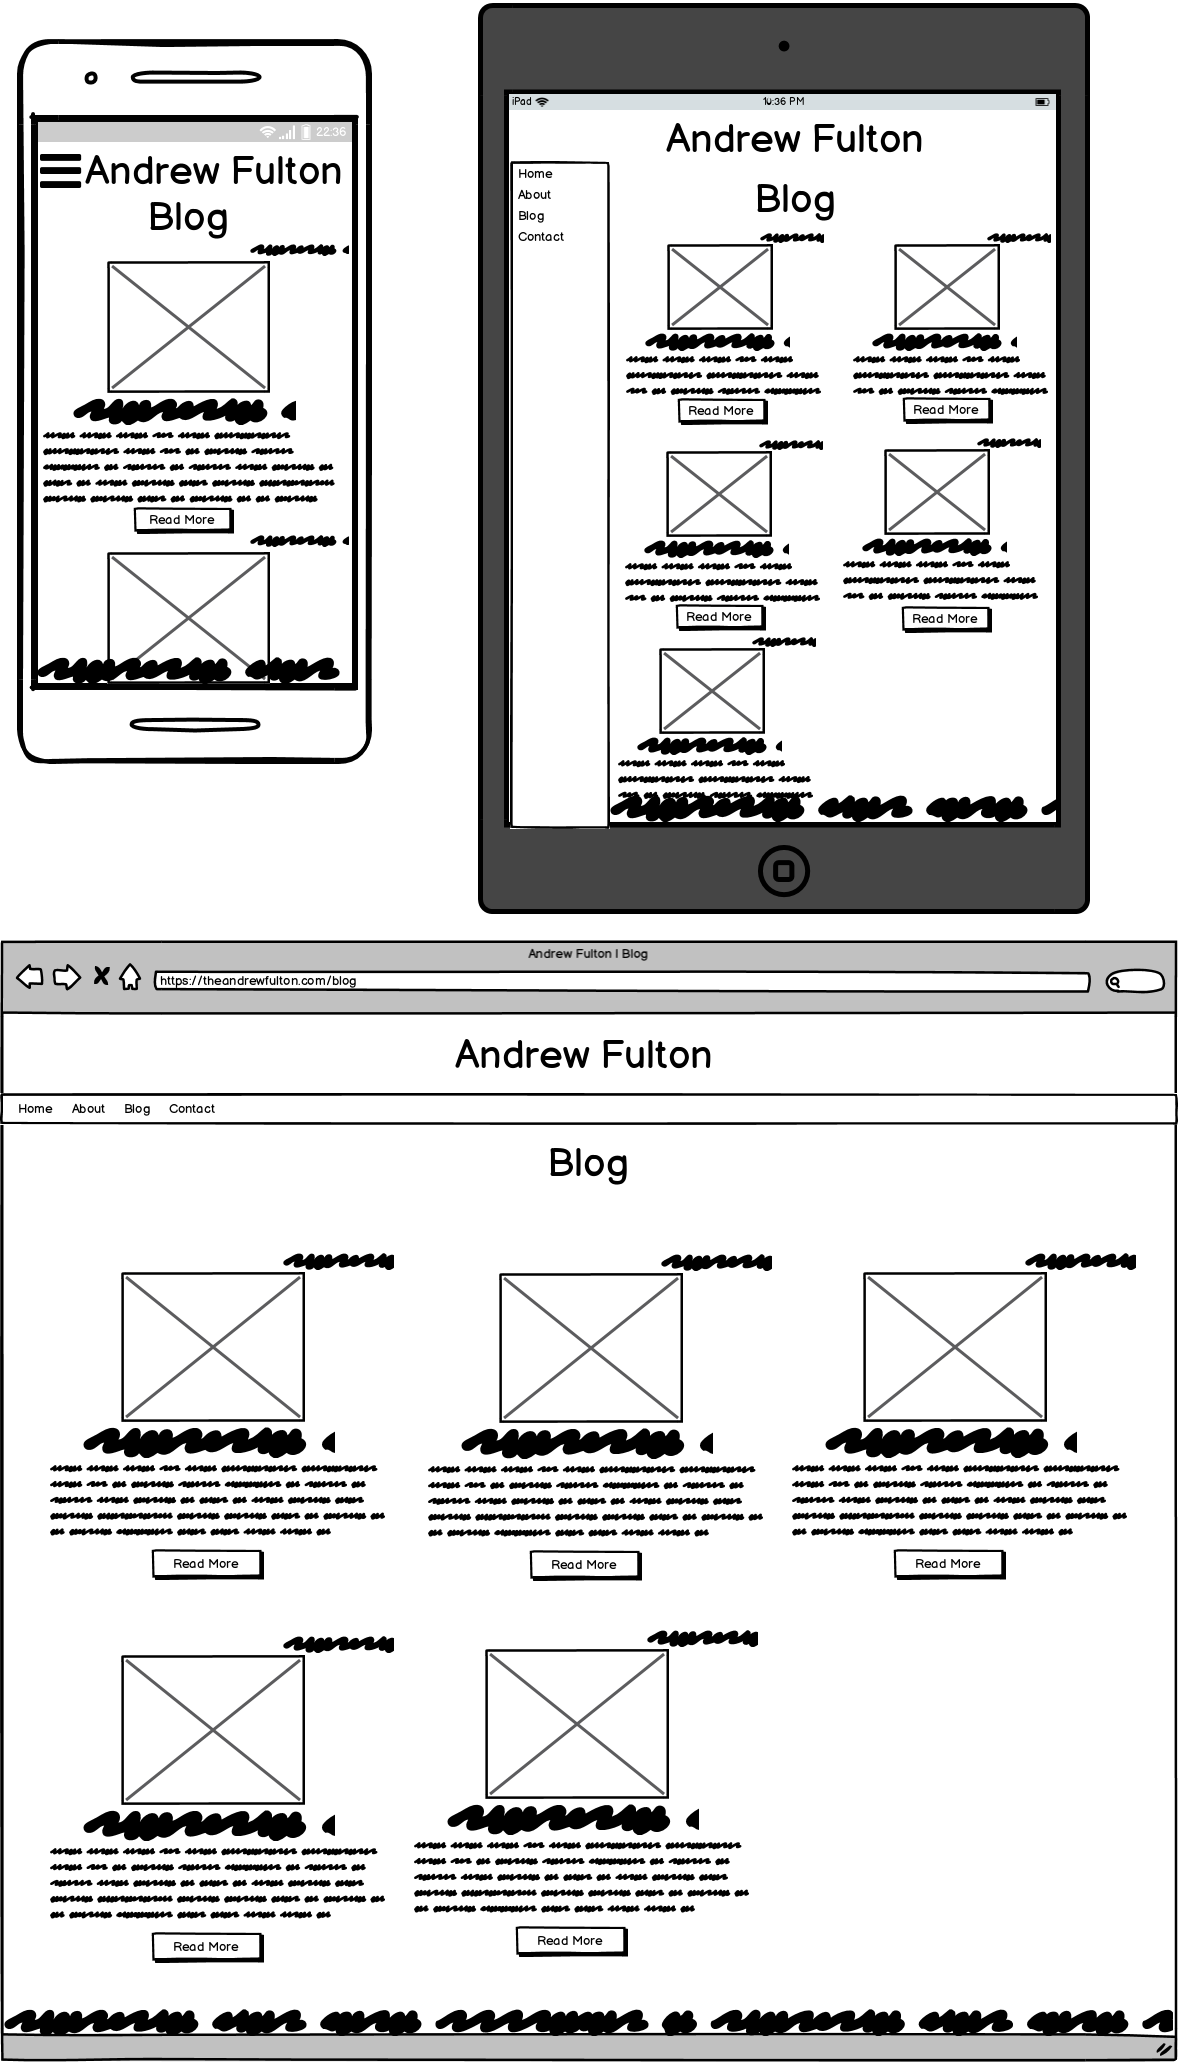 22:36
Andrew Fulton
Blog
Read More
iPad 10:36 PM
Andrew Fulton
Home
About
Blog
Contact
Blog
Read More Read More
Read More Read More
Andrew Fulton | Blog
https://theandrewfulton.com/blog
Andrew Fulton
Home About Blog Contact
Blog
Read More Read More Read More
Read More Read More